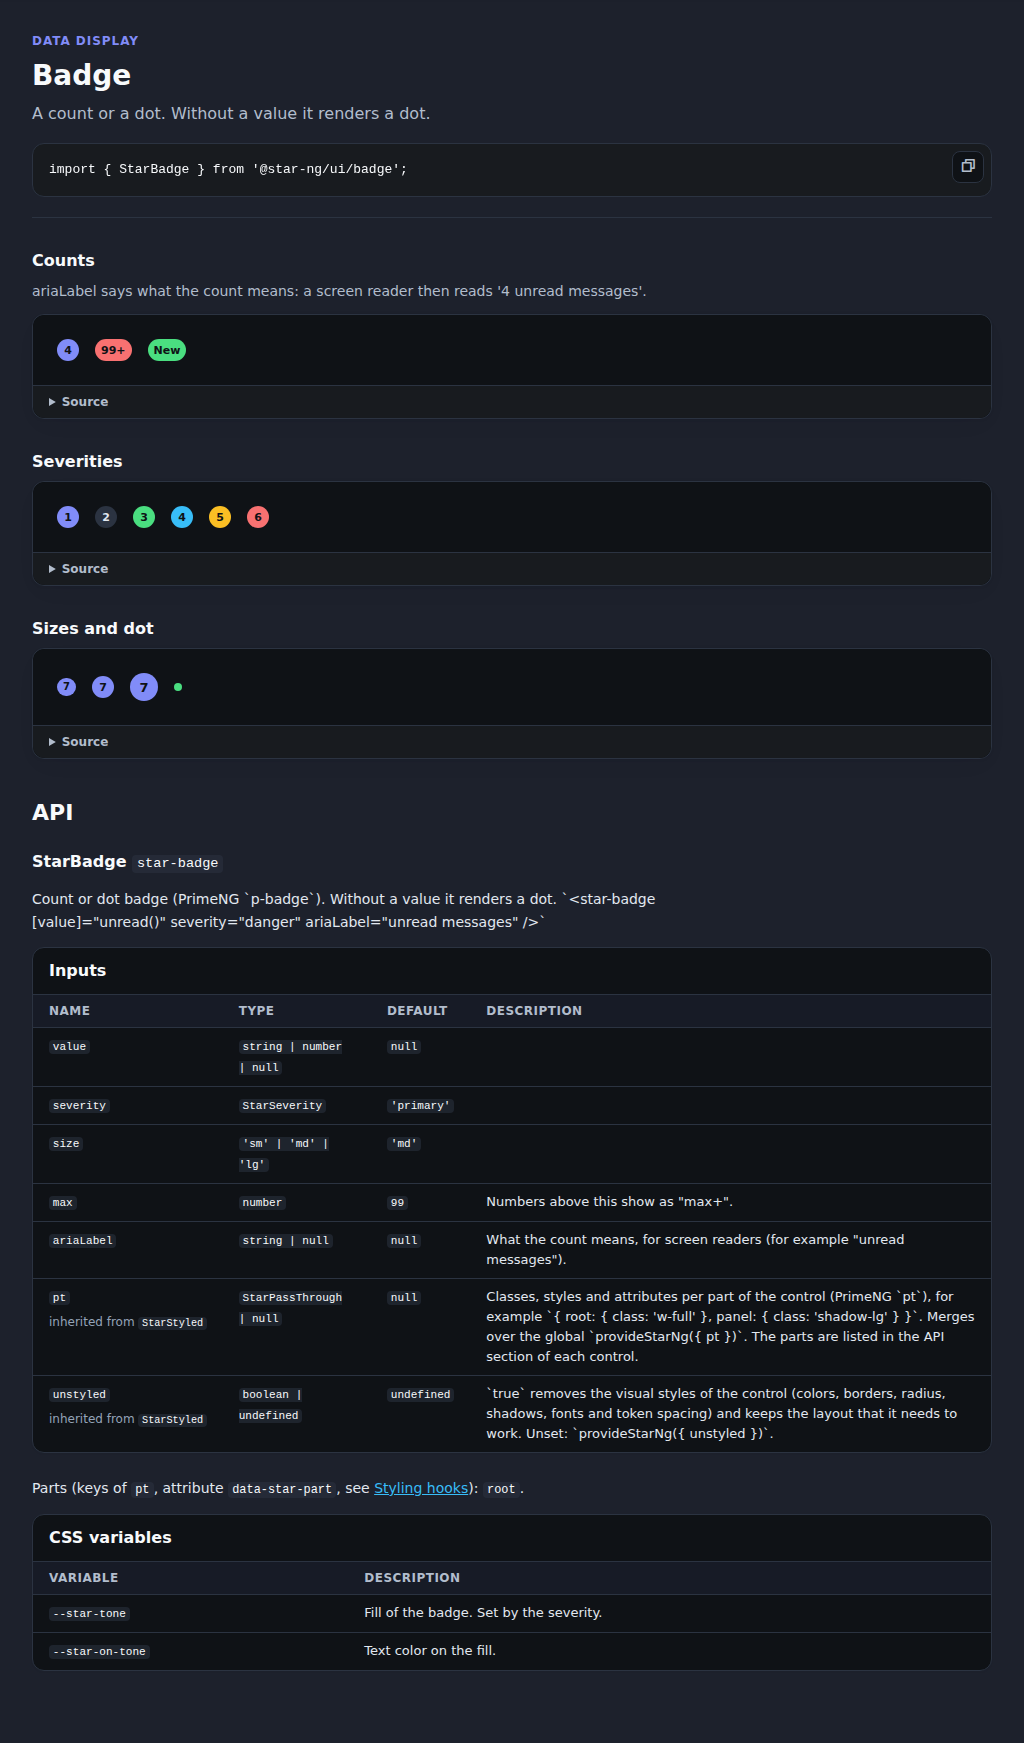 DATA DISPLAY
Badge
A count or a dot. Without a value it renders a dot.
import { StarBadge } from '@star-ng/ui/badge';
Counts
ariaLabel says what the count means: a screen reader then reads '4 unread messages'.
4 99+ New
Source
Severities
1 2 3 4 5 6
Source
Sizes and dot
7 7 7
Source
API
StarBadge star-badge
Count or dot badge (PrimeNG `p-badge`). Without a value it renders a dot. `<star-badge
[value]="unread()" severity="danger" ariaLabel="unread messages" />`
Inputs
NAME TYPE DEFAULT DESCRIPTION
value string | number null
| null
severity StarSeverity 'primary'
size 'sm' | 'md' | 'md'
'lg'
max number 99 Numbers above this show as "max+".
ariaLabel string | null null What the count means, for screen readers (for example "unread
messages").
pt StarPassThrough null Classes, styles and attributes per part of the control (PrimeNG `pt`), for
inherited from StarStyled | null example `{ root: { class: 'w-full' }, panel: { class: 'shadow-lg' } }`. Merges
over the global `provideStarNg({ pt })`. The parts are listed in the API
section of each control.
unstyled boolean | undefined `true` removes the visual styles of the control (colors, borders, radius,
inherited from StarStyled undefined shadows, fonts and token spacing) and keeps the layout that it needs to
work. Unset: `provideStarNg({ unstyled })`.
Parts (keys of pt, attribute data-star-part, see Styling hooks): root.
CSS variables
VARIABLE DESCRIPTION
--star-tone Fill of the badge. Set by the severity.
--star-on-tone Text color on the fill.